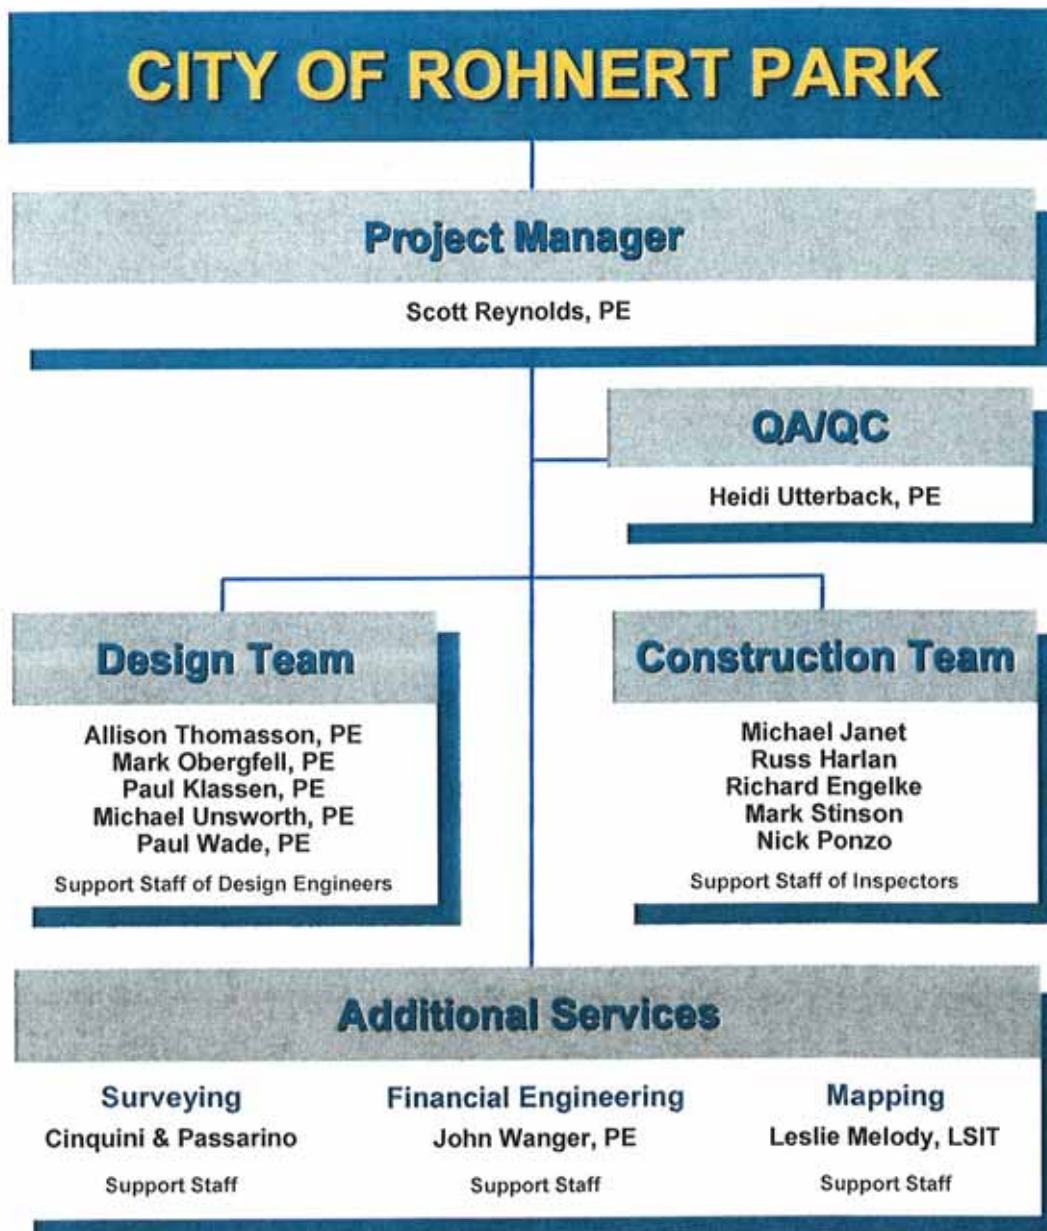 CITY OF ROHNERT PARK
Project Manager
Scott Reynolds, PE
QA/QC
Heidi Utterback, PE
Design Team
Allison Thomasson, PE
Mark Obergfell, PE
Paul Klassen, PE
Michael Unsworth, PE
Paul Wade, PE
Support Staff of Design Engineers
Construction Team
Michael Janet
Russ Harlan
Richard Engelke
Mark Stinson
Nick Ponzo
Support Staff of Inspectors
Additional Services
Surveying
Cinquini & Passarino
Support Staff
Financial Engineering
John Wanger, PE
Support Staff
Mapping
Leslie Melody, LSIT
Support Staff